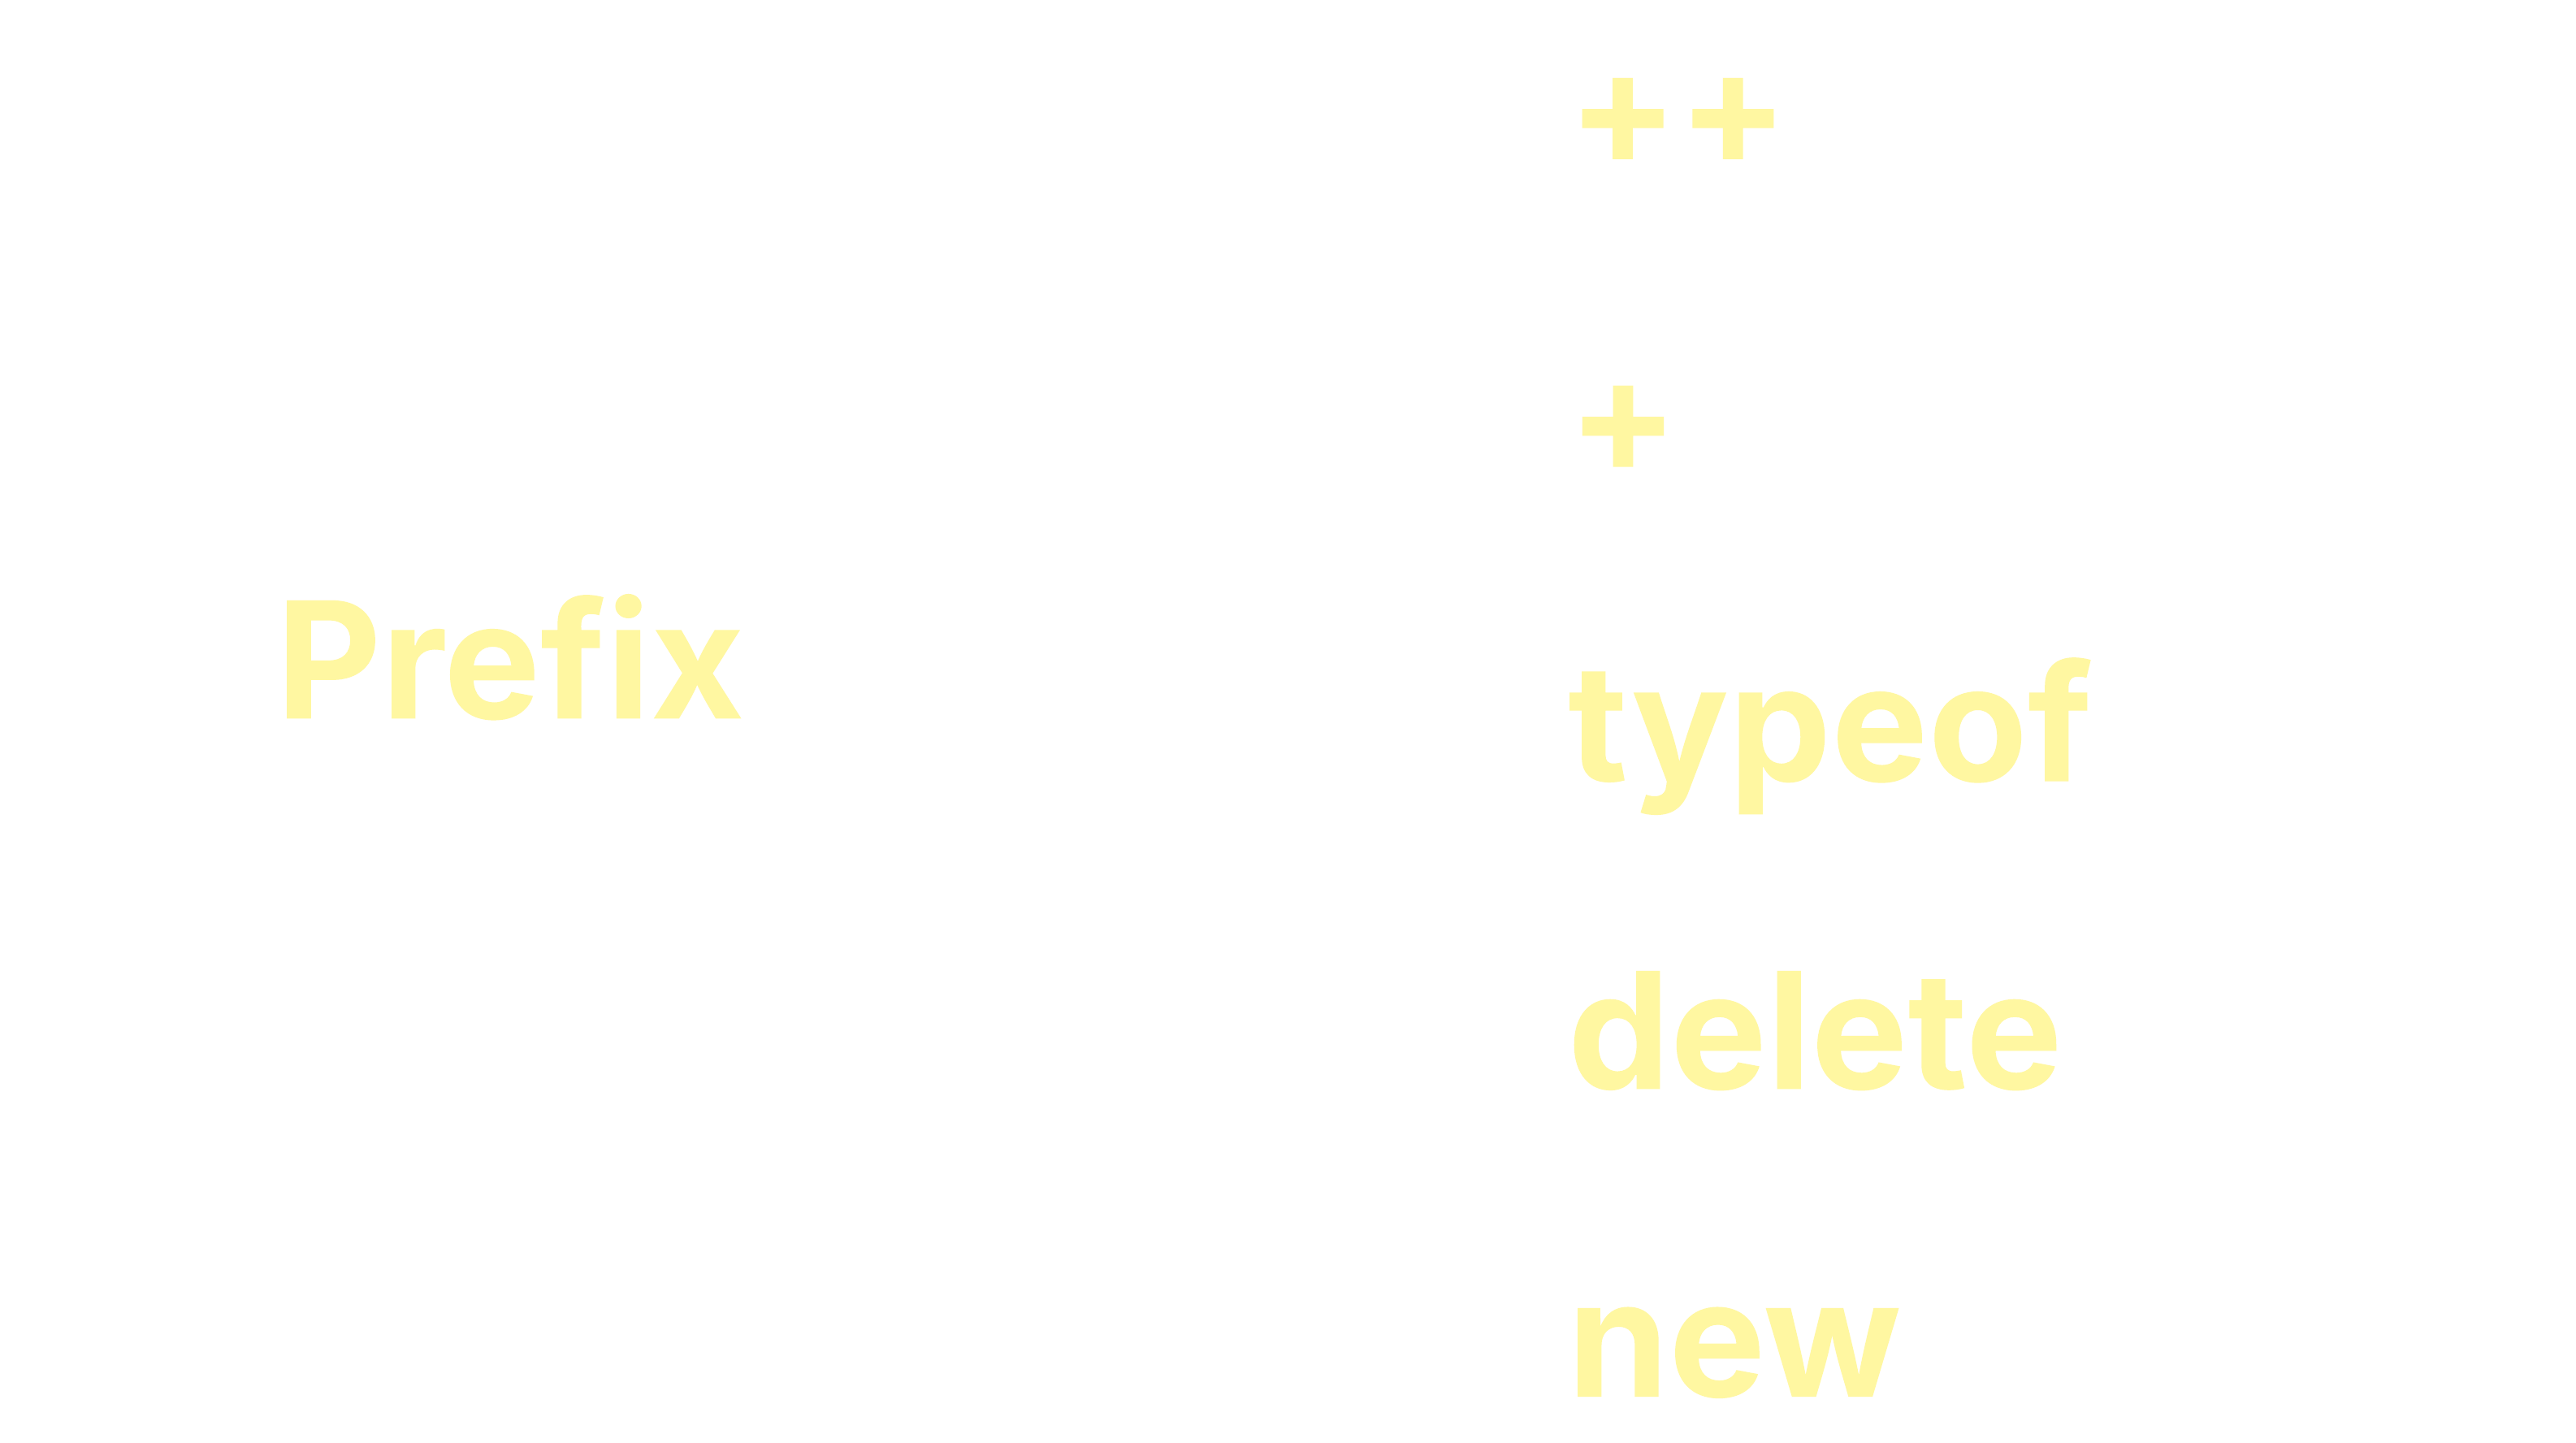 Prefix
++
+
typeof
delete
new